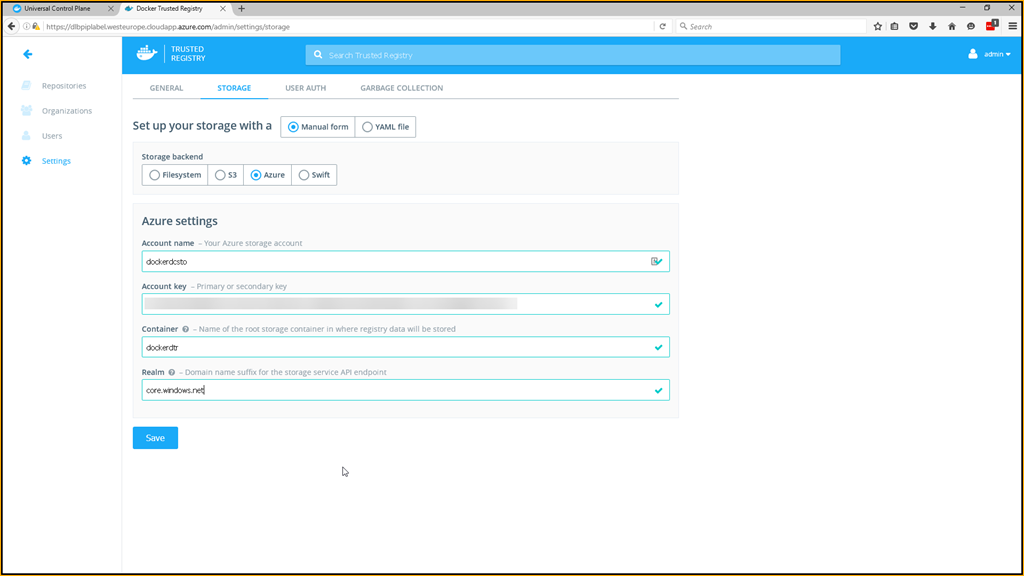 Universal Control Plane
Docker Trusted Registry
https://dlbpiplabel.westeurope.cloudapp.azure.com/admin/settings/storage
Search
TRUSTED
REGISTRY
Search Trusted Registry
admin
Repositories
Organizations
Users
Settings
GENERAL STORAGE USER AUTH GARBAGE COLLECTION
Set up your storage with a Manual form YAML file
Storage backend
Filesystem S3 Azure Swift
Azure settings
Account name – Your Azure storage account
dockerdcsto
Account key – Primary or secondary key
Container – Name of the root storage container in where registry data will be stored
dockerdtr
Realm – Domain name suffix for the storage service API endpoint
core.windows.net
Save